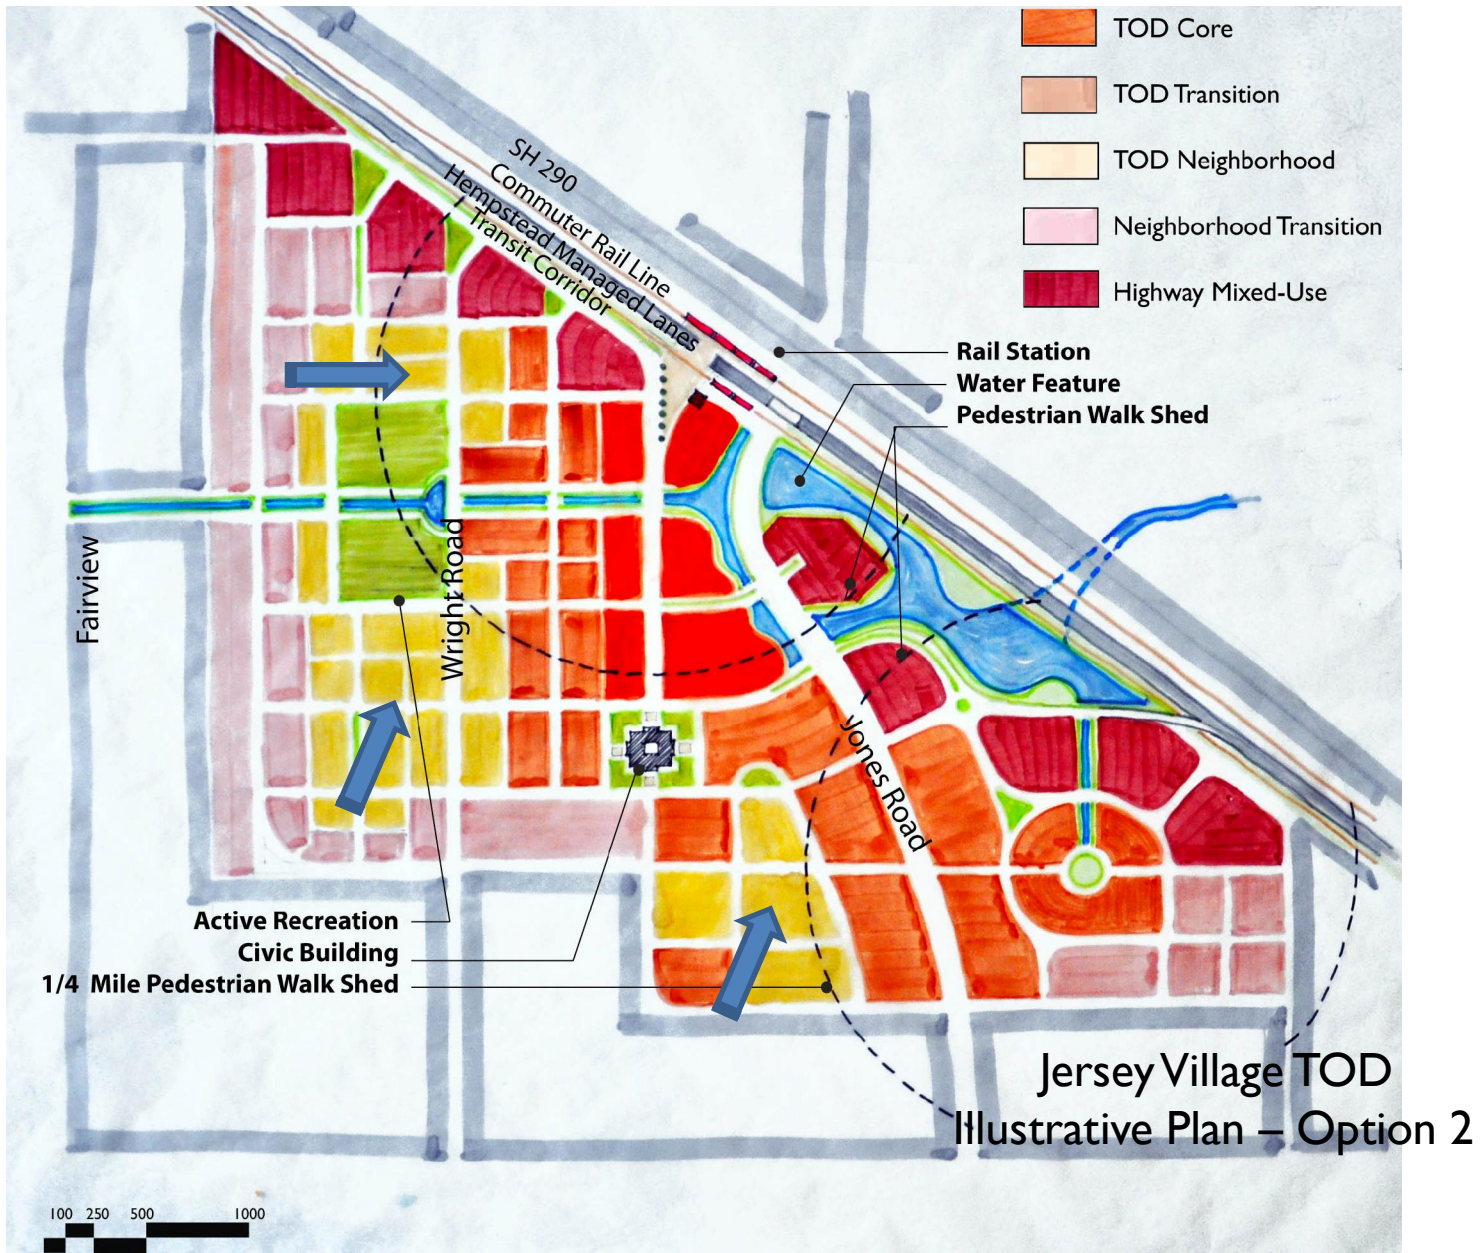 TOD Core
TOD Transition
TOD Neighborhood
Neighborhood Transition
Highway Mixed-Use
SH 290
Commuter Rail Line
Hempstead Managed Lanes
Transit Corridor
Rail Station
Water Feature
Pedestrian Walk Shed
Fairview
Wright Road
Jones Road
Active Recreation
Civic Building
1/4 Mile Pedestrian Walk Shed
Jersey Village TOD
Illustrative Plan – Option 2
100 250 500 1000